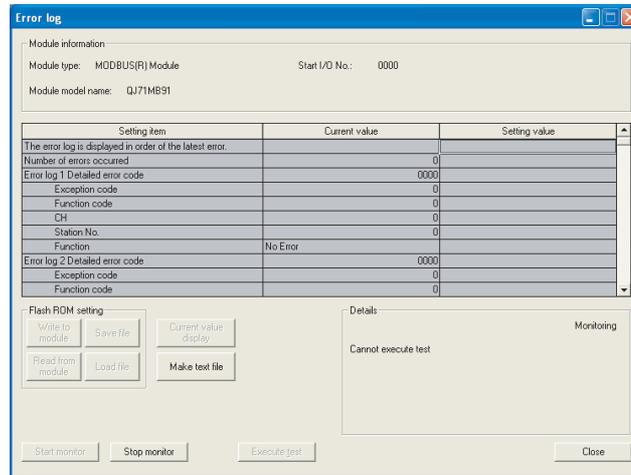 Error log
Module information
Module type: MODBUS(R) Module Start I/O No.: 0000
Module model name: QJ71MB91
Setting item Current value Setting value
The error log is displayed in order of the latest error.
Number of errors occurred 0
Error log 1 Detailed error code 0000
Exception code 0
Function code 0
CH 0
Station No. 0
Function No Error
Error log 2 Detailed error code 0000
Exception code 0
Function code 0
Flash ROM setting
Write to module Save file Current value display
Read from module Load file Make text file
Details
Monitoring
Cannot execute test
Start monitor Stop monitor Execute test Close